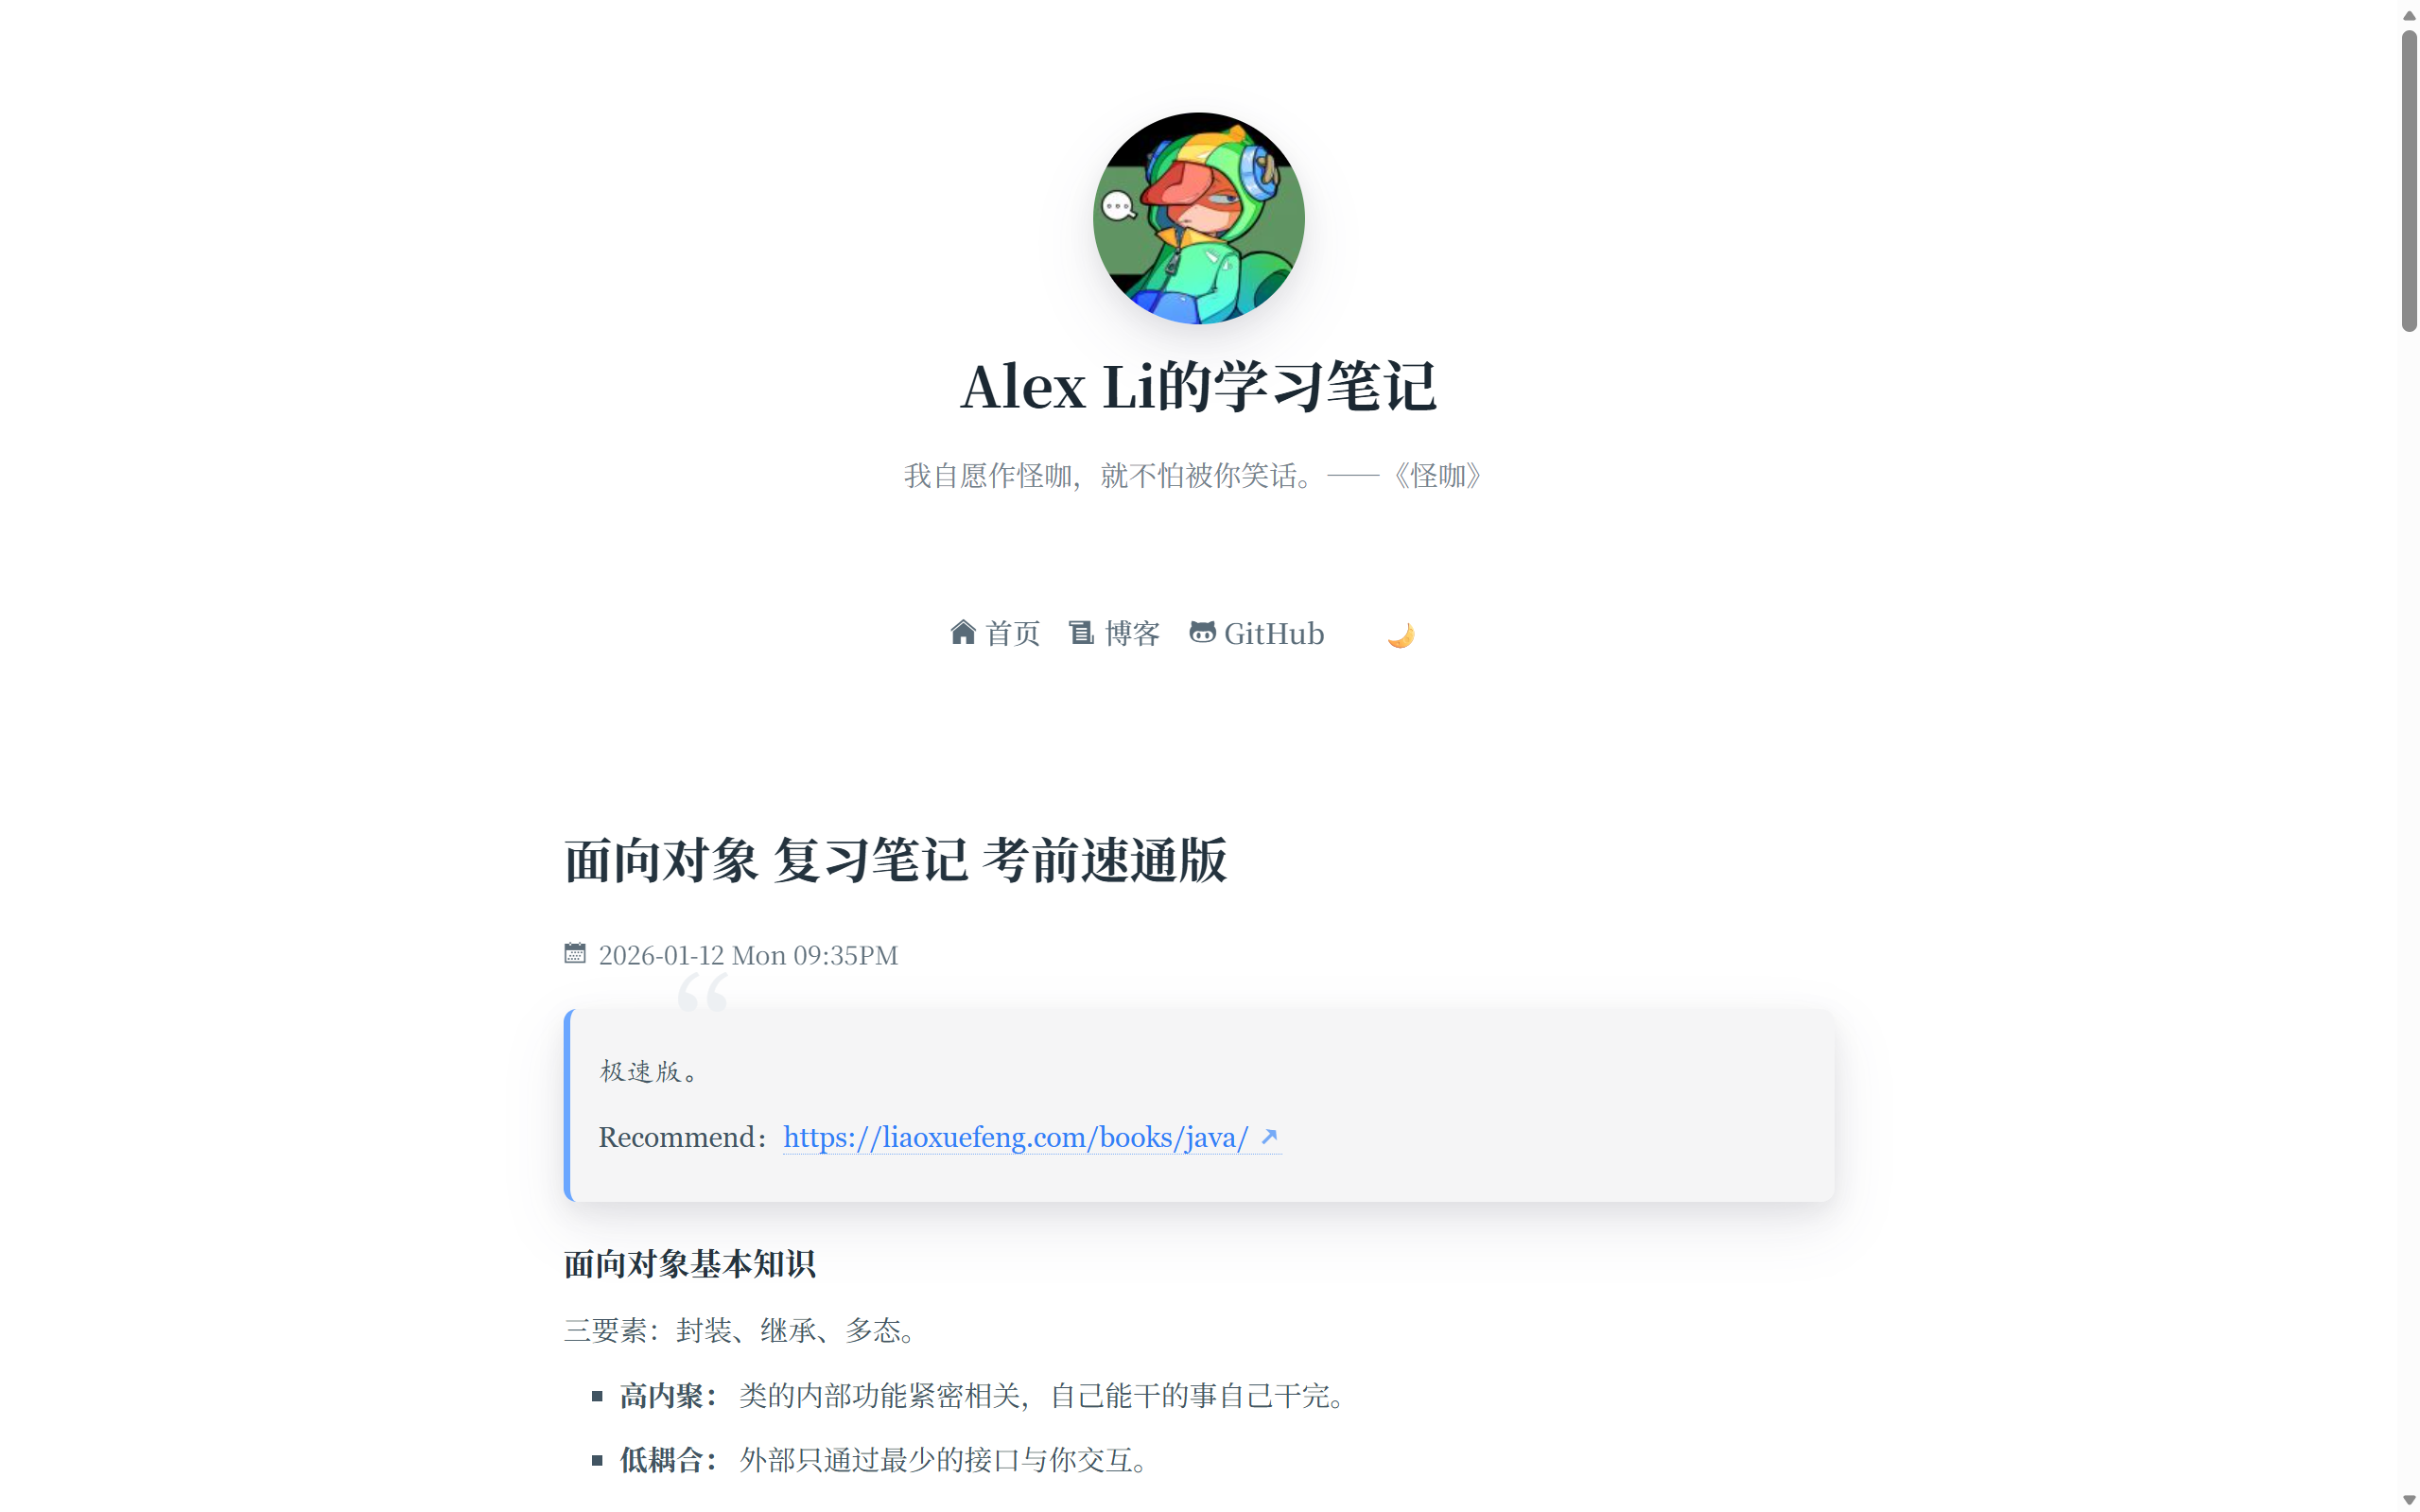 Alex Li的学习笔记
我自愿作怪咖，就不怕被你笑话。——《怪咖》
首页 博客 GitHub
面向对象 复习笔记 考前速通版
2026-01-12 Mon 09:35PM
“
极速版。
Recommend：https://liaoxuefeng.com/books/java/
面向对象基本知识
三要素：封装、继承、多态。
高内聚： 类的内部功能紧密相关，自己能干的事自己干完。
低耦合： 外部只通过最少的接口与你交互。